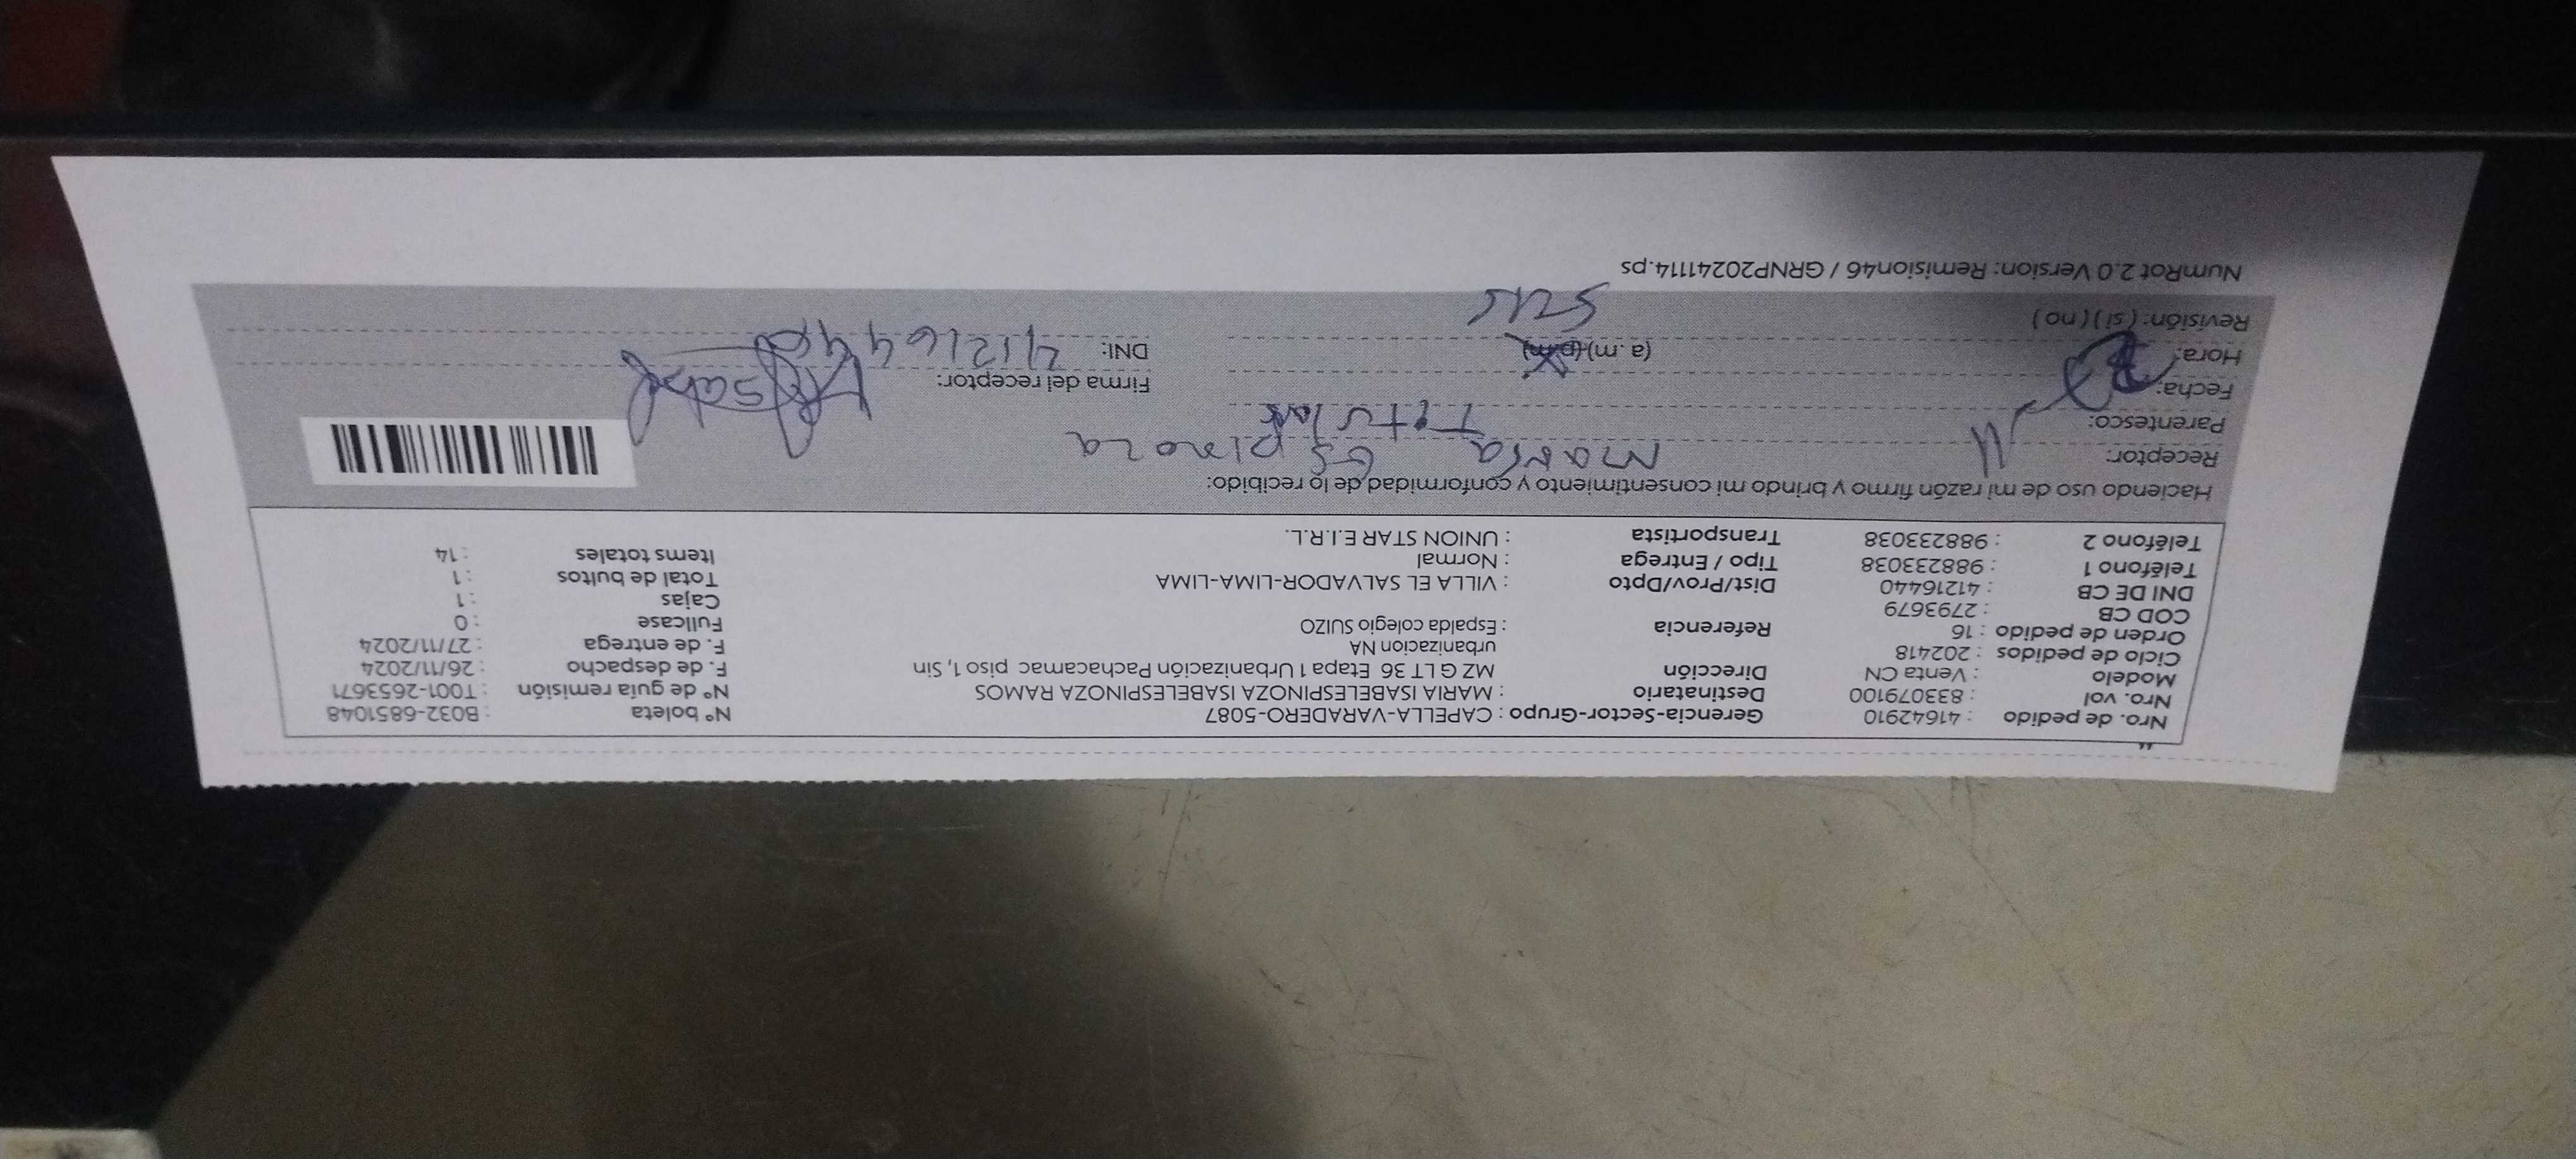 Nro. de pedido : 41642910 Gerencia-Sector-Grupo : CAPELLA-VARADERO-5087 N° boleta : B032-6851048
Nro. vol : 833079100 Destinatario : MARIA ISABELESPINOZA ISABELESPINOZA RAMOS N° de guía remisión : T001-2653671
Modelo : Venta CN Dirección MZ G LT 36 Etapa 1 Urbanización Pachacamac piso 1, Sin F. de despacho : 26/11/2024
Ciclo de pedidos : 202418 urbanizacion NA F. de entrega : 27/11/2024
Orden de pedido : 16 Referencia : Espalda colegio SUIZO Fullcase : 0
COD CB : 2793679 Cajas : 1
DNI DE CB : 41216440 Dist/Prov/Dpto : VILLA EL SALVADOR-LIMA-LIMA Total de bultos : 1
Teléfono 1 : 988233038 Tipo / Entrega : Normal Items totales : 14
Teléfono 2 : 988233038 Transportista : UNION STAR E.I.R.L.
Haciendo uso de mi razón firmo y brindo mi consentimiento y conformidad de lo recibido:
Receptor: Maria Espinoza
Parentesco: Titular
Fecha: Firma del receptor:
Hora: (a.m) (p.m) DNI: 41216440
Revisión: (si) (no)
NumRot 2.0 Version: Remision46 / GRNP20241114.ps